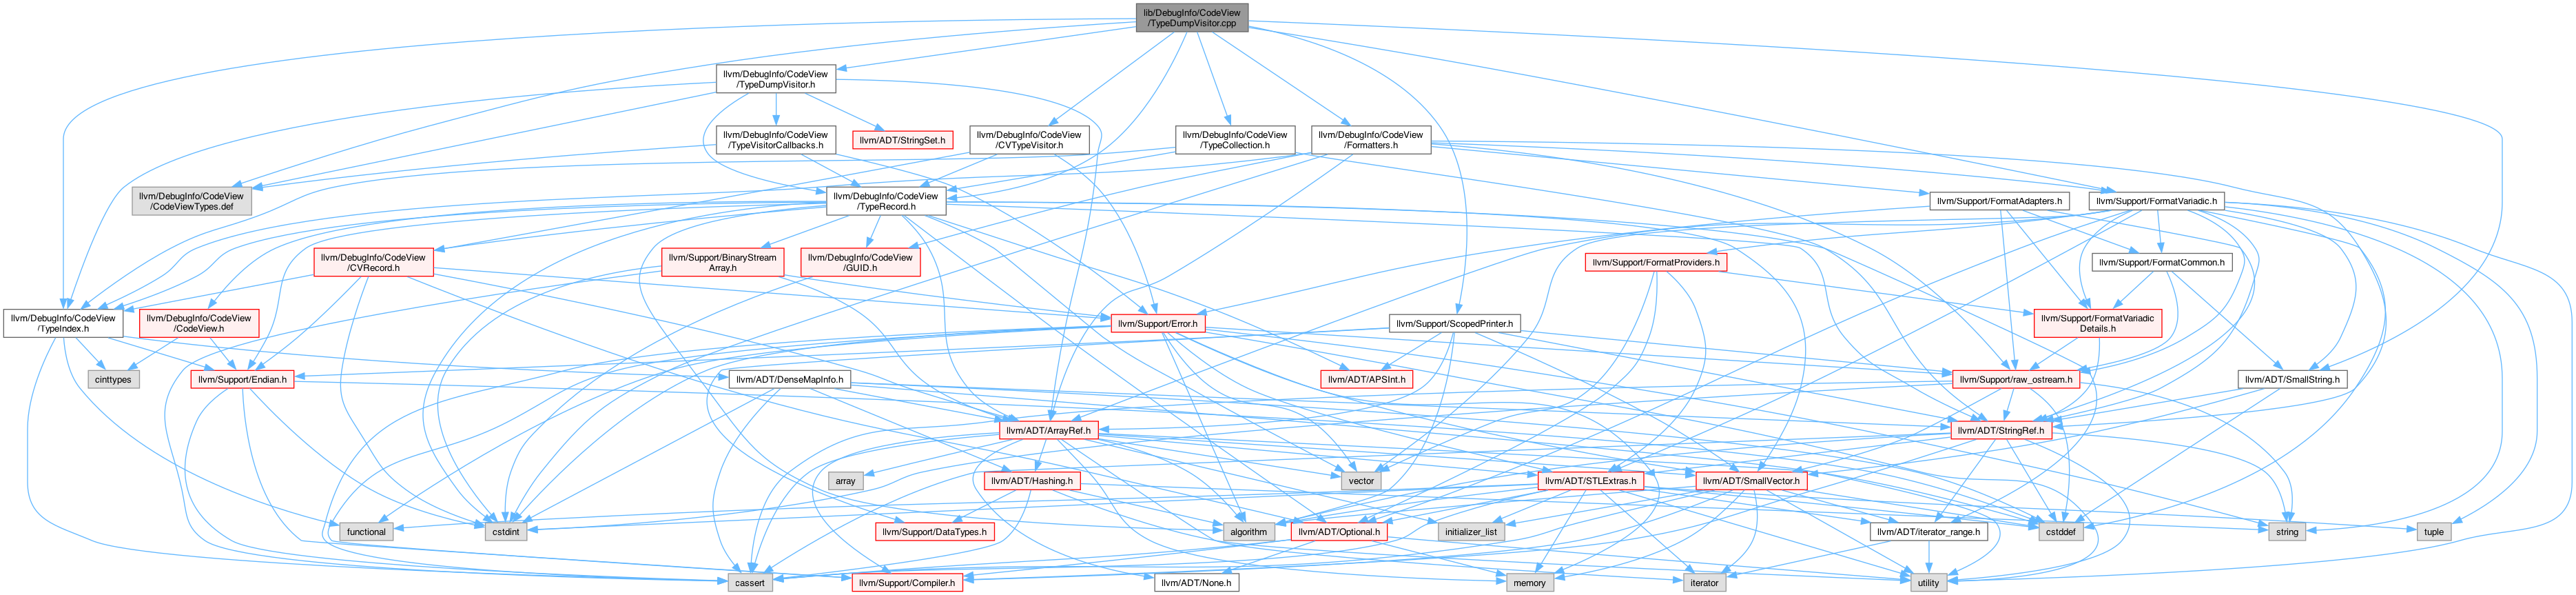 lib/DebugInfo/CodeView
/TypeDumpVisitor.cpp
llvm/DebugInfo/CodeView
/TypeDumpVisitor.h
llvm/DebugInfo/CodeView
/TypeVisitorCallbacks.h
llvm/ADT/StringSet.h
llvm/DebugInfo/CodeView
/CVTypeVisitor.h
llvm/DebugInfo/CodeView
/TypeCollection.h
llvm/DebugInfo/CodeView
/Formatters.h
llvm/DebugInfo/CodeView
/CodeViewTypes.def
llvm/DebugInfo/CodeView
/TypeRecord.h
llvm/Support/FormatAdapters.h
llvm/Support/FormatVariadic.h
llvm/DebugInfo/CodeView
/CVRecord.h
llvm/Support/BinaryStream
Array.h
llvm/DebugInfo/CodeView
/GUID.h
llvm/Support/FormatProviders.h
llvm/Support/FormatCommon.h
llvm/DebugInfo/CodeView
/TypeIndex.h
llvm/DebugInfo/CodeView
/CodeView.h
llvm/Support/Error.h
llvm/Support/ScopedPrinter.h
llvm/Support/FormatVariadic
Details.h
cinttypes
llvm/Support/Endian.h
llvm/ADT/DenseMapInfo.h
llvm/ADT/APSInt.h
llvm/Support/raw_ostream.h
llvm/ADT/SmallString.h
llvm/ADT/ArrayRef.h
llvm/ADT/StringRef.h
array
llvm/ADT/Hashing.h
vector
llvm/ADT/STLExtras.h
llvm/ADT/SmallVector.h
functional
cstdint
llvm/Support/DataTypes.h
algorithm
llvm/ADT/Optional.h
initializer_list
llvm/ADT/iterator_range.h
cstddef
string
tuple
cassert
llvm/Support/Compiler.h
llvm/ADT/None.h
memory
iterator
utility